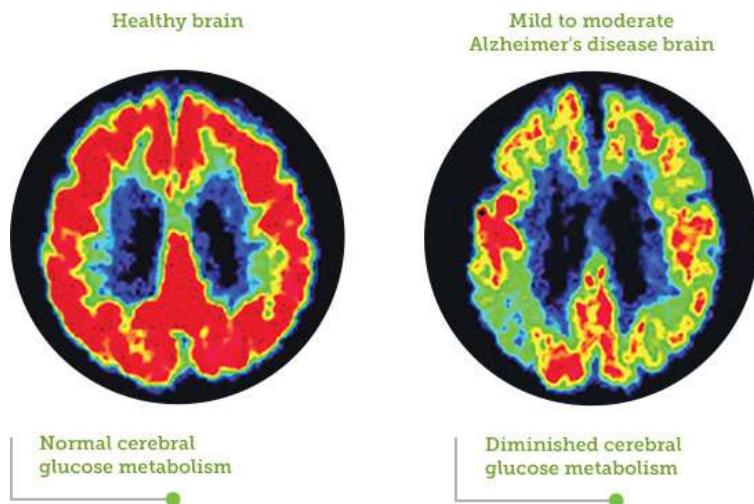 Healthy brain
Mild to moderate
Alzheimer's disease brain
Normal cerebral
glucose metabolism
Diminished cerebral
glucose metabolism